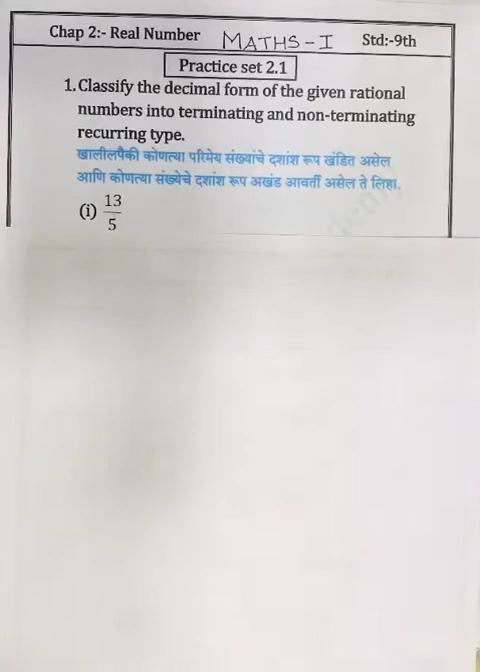 Chap 2:- Real Number MATHS-I Std:-9th
Practice set 2.1
1. Classify the decimal form of the given rational
numbers into terminating and non-terminating
recurring type.
खालीलपैकी कोणत्या परिमेय संख्यांचे दशांश रूप खंडित असेल
आणि कोणत्या संख्येचे दशांश रूप अखंड आवर्ती असेल ते लिहा.
(i) 13/5